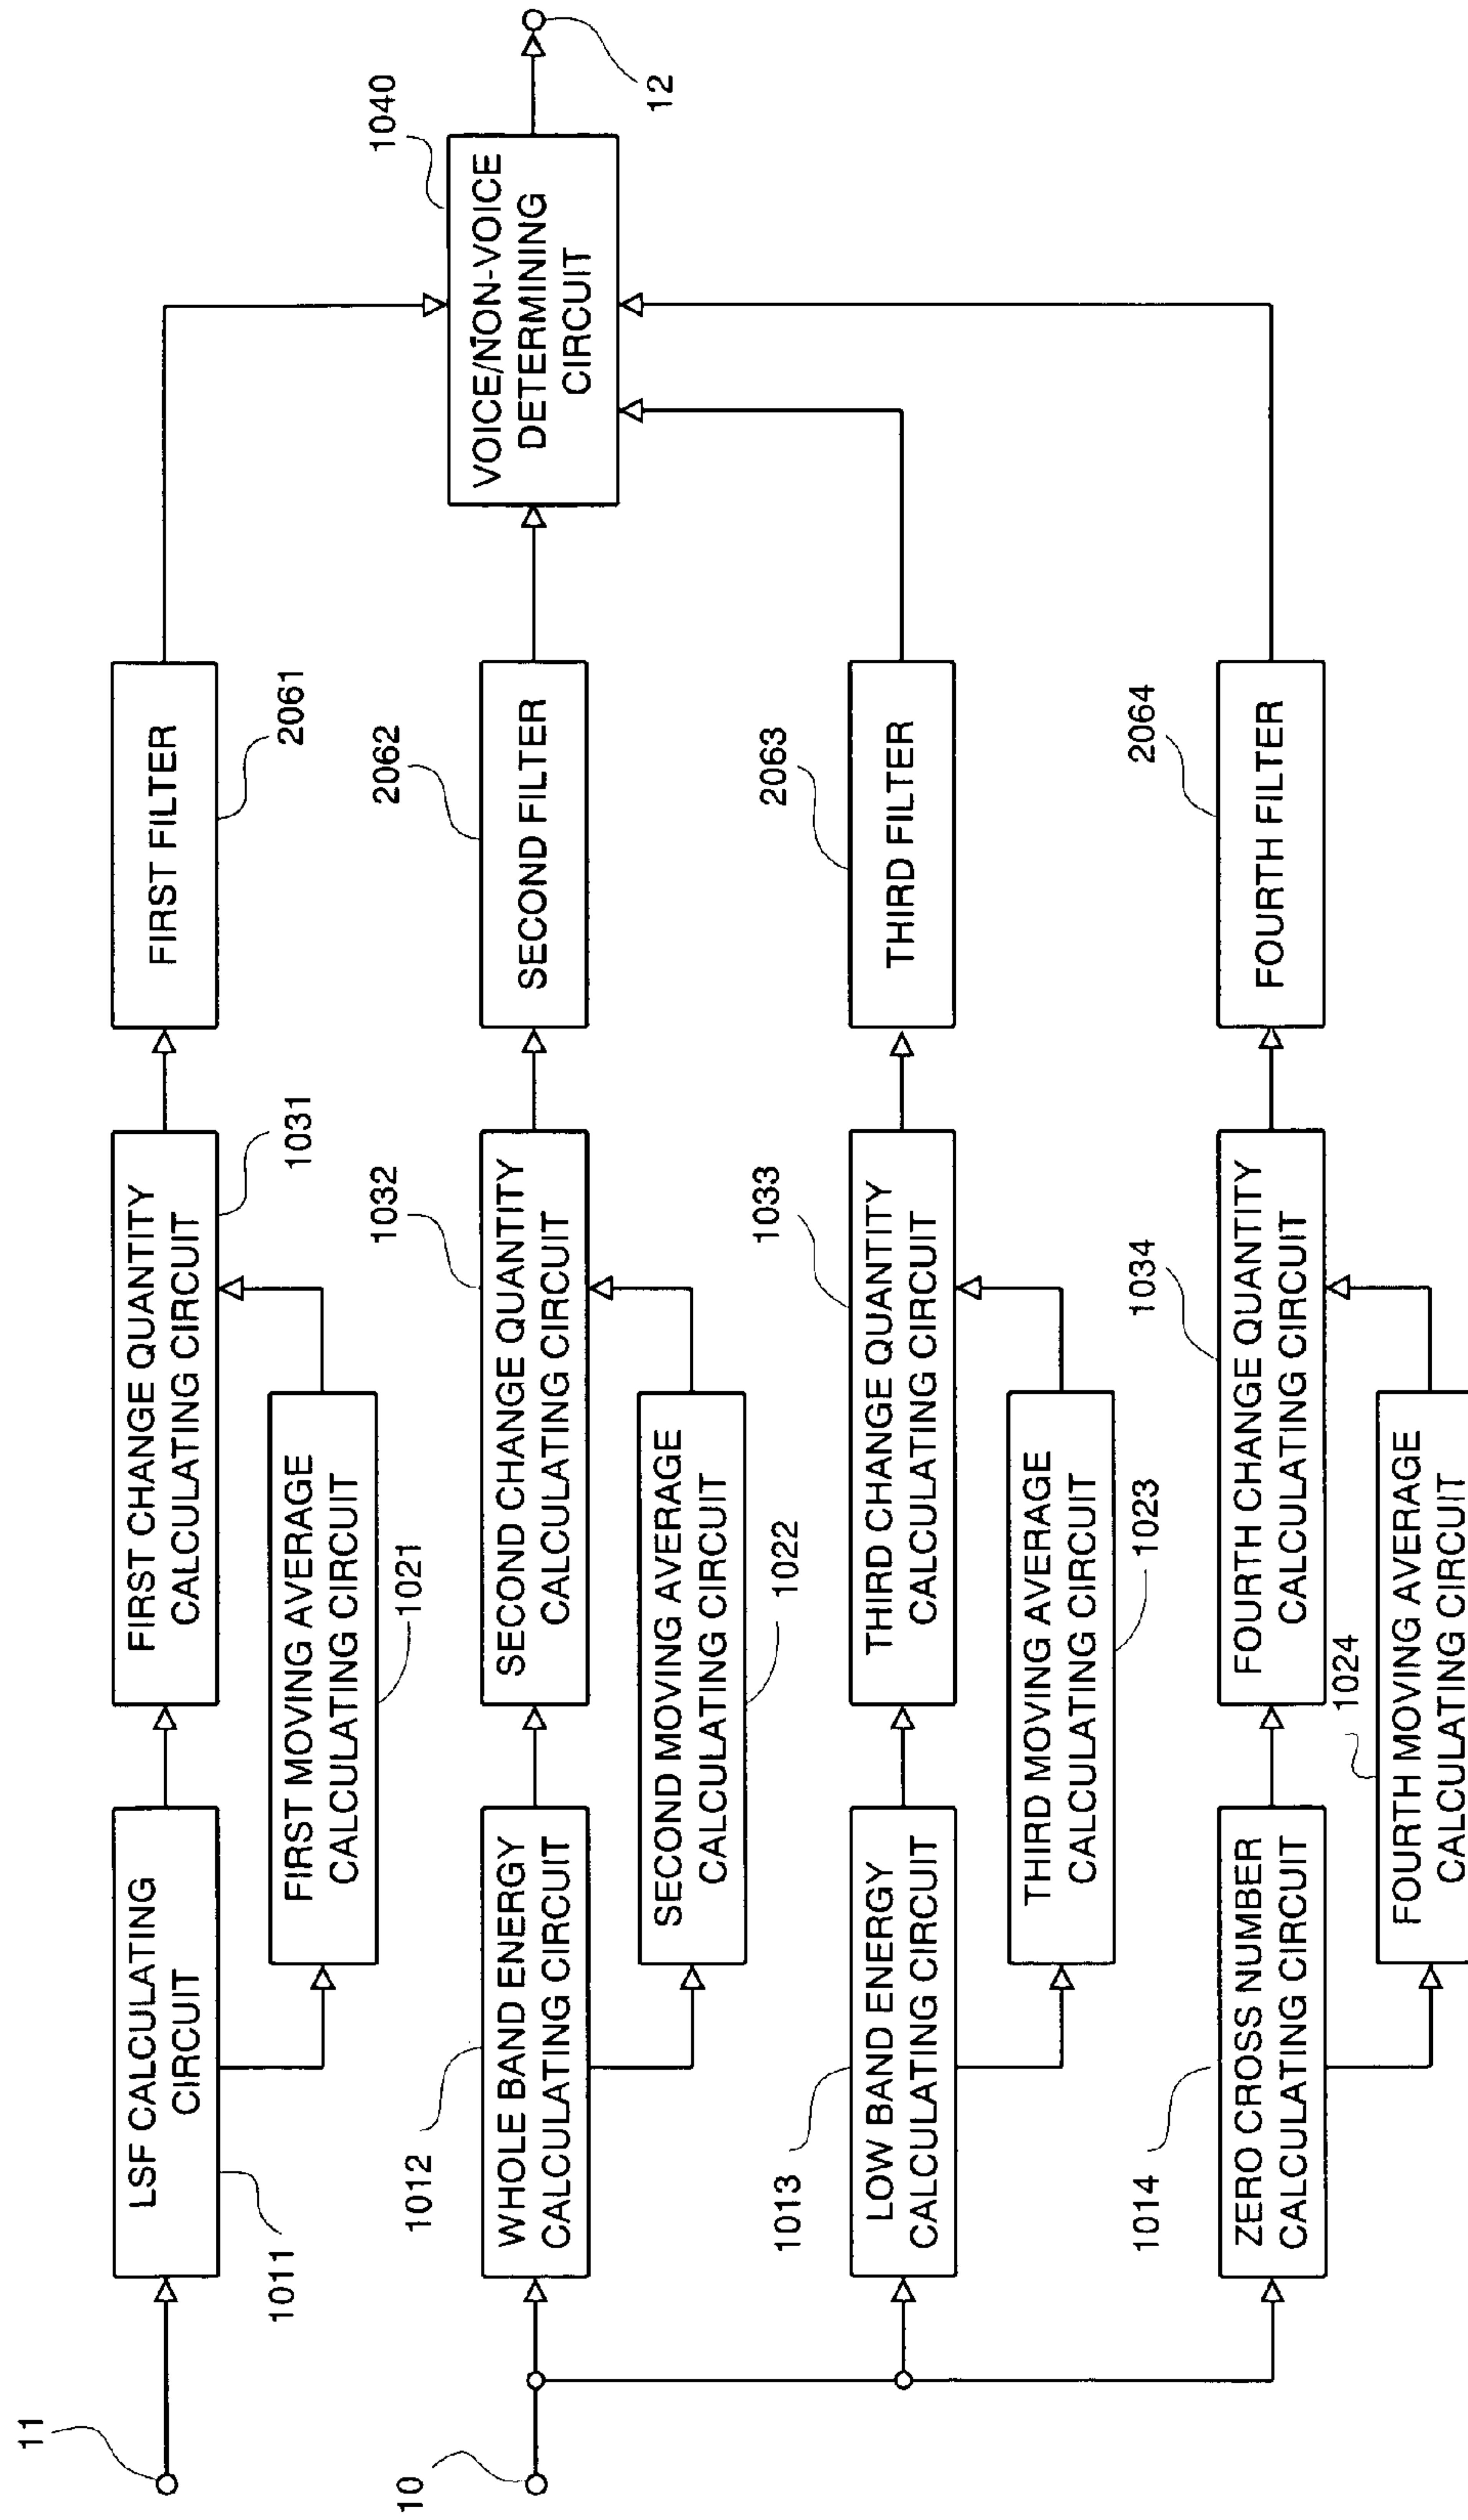 11
LSF CALCULATING
CIRCUIT
1011
FIRST MOVING AVERAGE
CALCULATING CIRCUIT
1021
FIRST CHANGE QUANTITY
CALCULATING CIRCUIT
1031
FIRST FILTER
2061
10
WHOLE BAND ENERGY
CALCULATING CIRCUIT
1012
SECOND MOVING AVERAGE
CALCULATING CIRCUIT
1022
SECOND CHANGE QUANTITY
CALCULATING CIRCUIT
1032
SECOND FILTER
2062
VOICE/NON-VOICE
DETERMINING
CIRCUIT
1040
12
LOW BAND ENERGY
CALCULATING CIRCUIT
1013
THIRD MOVING AVERAGE
CALCULATING CIRCUIT
1023
THIRD CHANGE QUANTITY
CALCULATING CIRCUIT
1033
THIRD FILTER
2063
ZERO CROSS NUMBER
CALCULATING CIRCUIT
1014
FOURTH MOVING AVERAGE
CALCULATING CIRCUIT
1024
FOURTH CHANGE QUANTITY
CALCULATING CIRCUIT
1034
FOURTH FILTER
2064